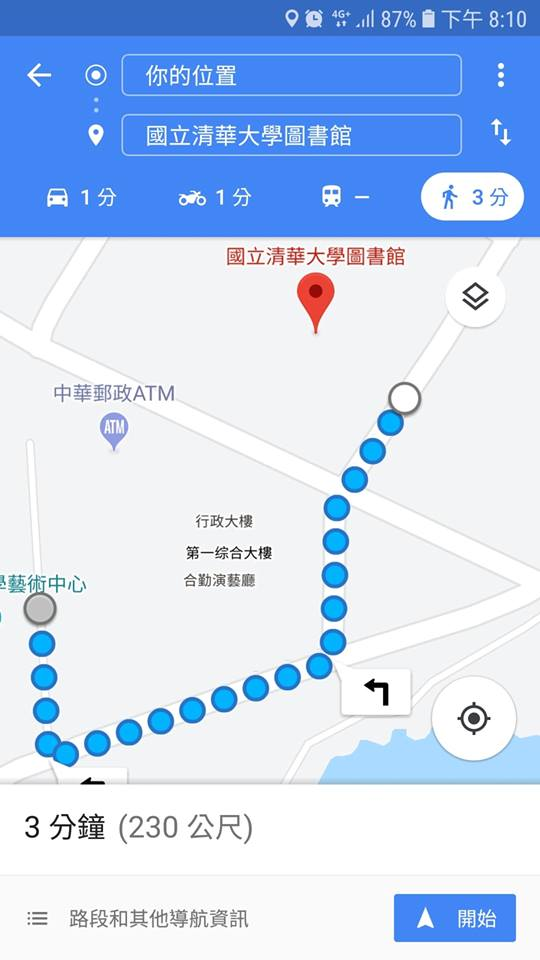 4G+ 87% 下午 8:10
你的位置
國立清華大學圖書館
1 分 1 分 – 3 分
國立清華大學圖書館
中華郵政ATM
ATM
行政大樓
第一综合大樓
合勤演藝廳
學藝術中心
3 分鐘 (230 公尺)
路段和其他導航資訊
開始